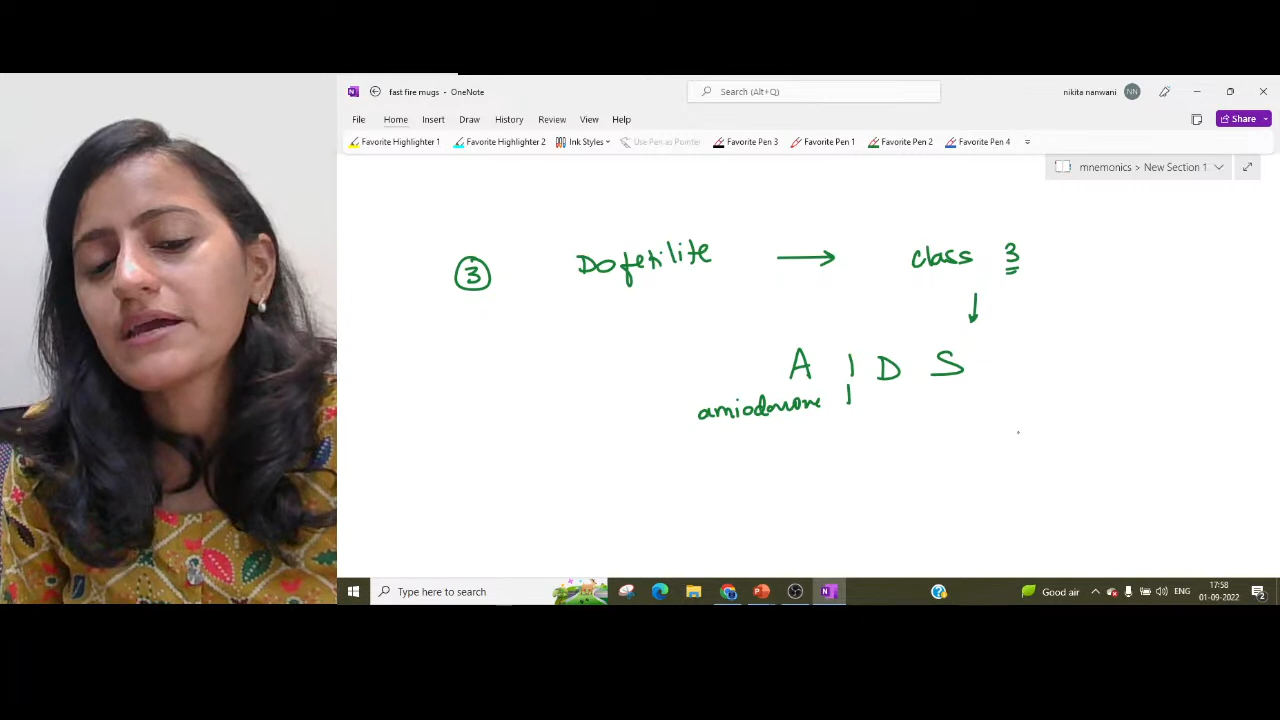 fast fire mugs - OneNote
Search (Alt+Q)
nikita nanwani NN
File Home Insert Draw History Review View Help
Share
Favorite Highlighter 1 Favorite Highlighter 2 Ink Styles Use Pen as Pointer Favorite Pen 3 Favorite Pen 1 Favorite Pen 2 Favorite Pen 4
mnemonics > New Section 1
3 Dofetilite → class 3
↓
A I D S
amiodarone
Type here to search
Good air
ENG
17:58
01-09-2022
2